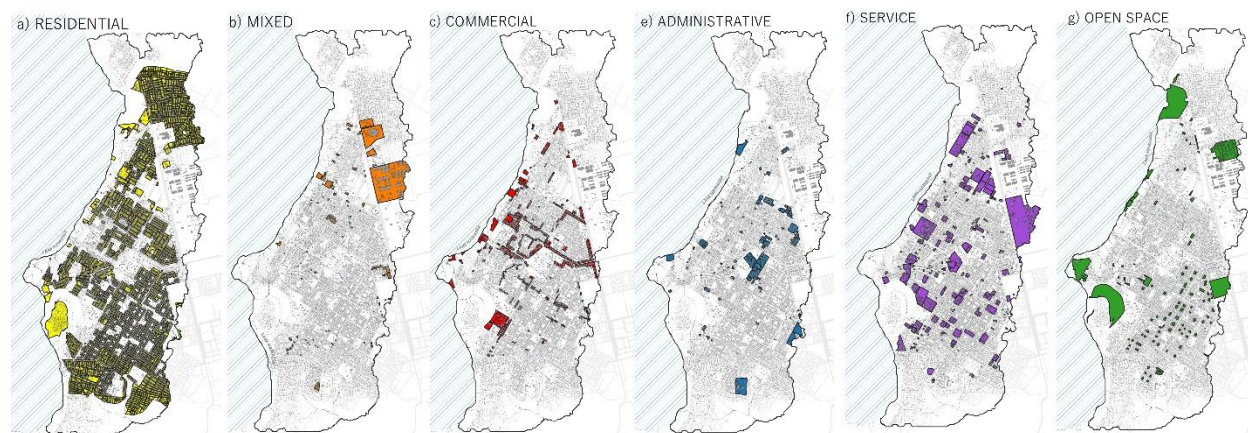 a) RESIDENTIAL
b) MIXED
c) COMMERCIAL
e) ADMINISTRATIVE
f) SERVICE
g) OPEN SPACE